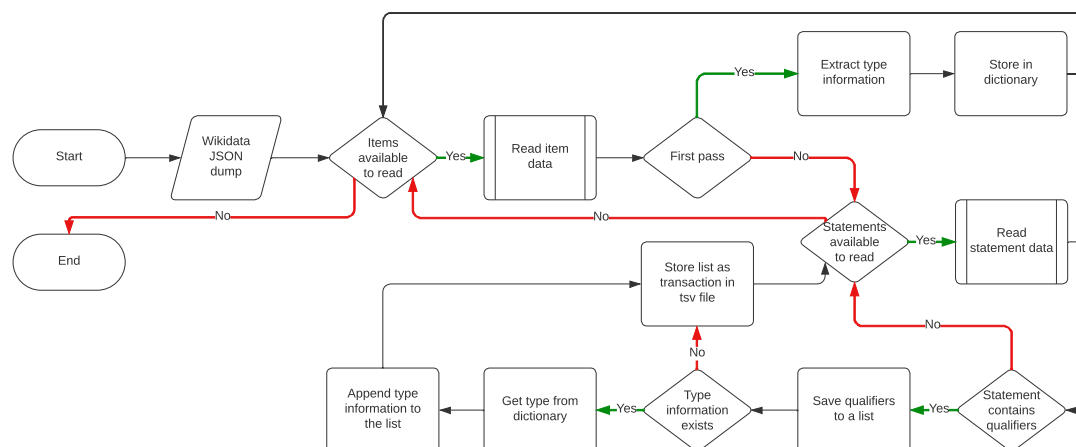 Yes
Extract type
information
Store in
dictionary
Start
Wikidata
JSON
dump
Items
available
to read
Yes
Read item
data
First pass
No
No
No
Statements
available
to read
Yes
Read
statement data
End
Store list as
transaction in
tsv file
No
No
Append type
information to
the list
Get type from
dictionary
Yes
Type
information
exists
Save qualifiers
to a list
Yes
Statement
contains
qualifiers